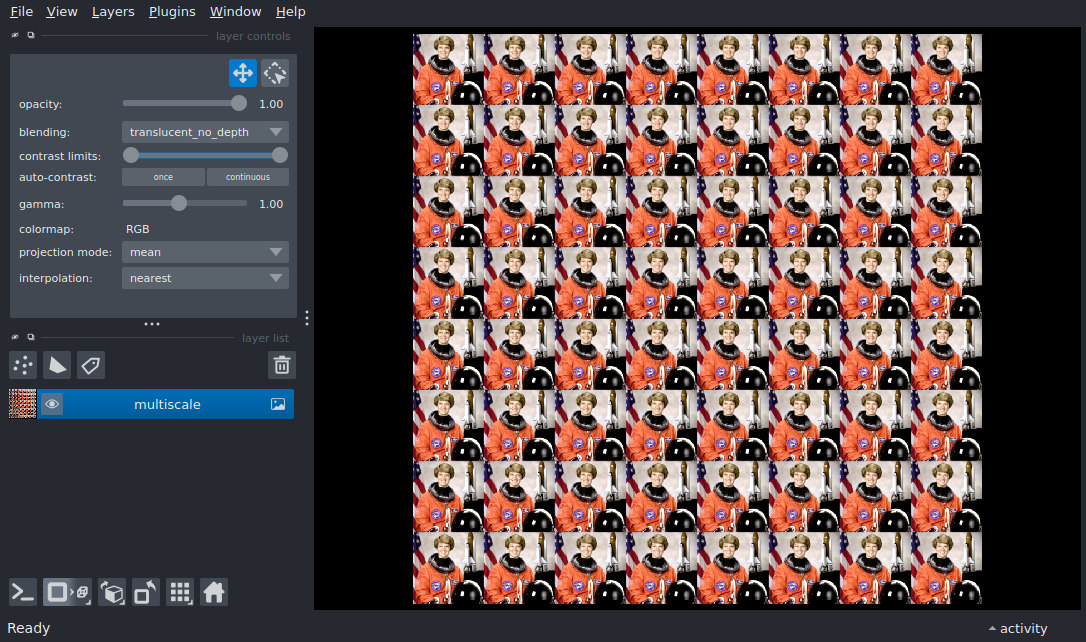 File View Layers Plugins Window Help
layer controls
opacity: 1.00
blending: translucent_no_depth
contrast limits:
auto-contrast: once continuous
gamma: 1.00
colormap: RGB
projection mode: mean
interpolation: nearest
layer list
multiscale
Ready activity